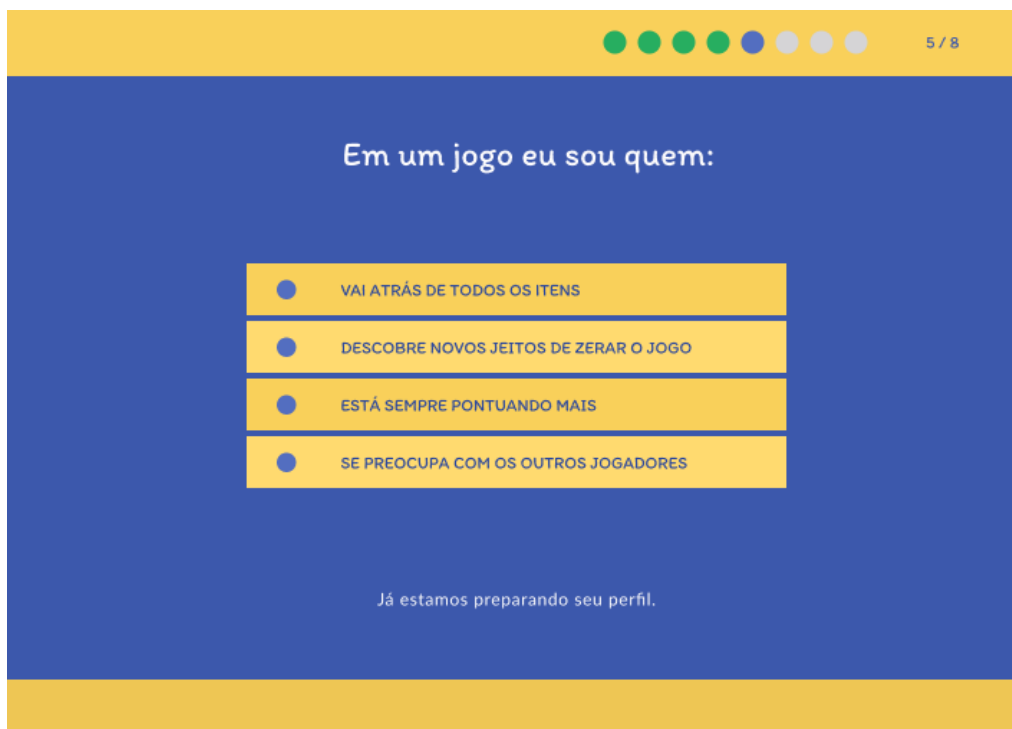 5 / 8
Em um jogo eu sou quem:
VAI ATRÁS DE TODOS OS ITENS
DESCOBRE NOVOS JEITOS DE ZERAR O JOGO
ESTÁ SEMPRE PONTUANDO MAIS
SE PREOCUPA COM OS OUTROS JOGADORES
Já estamos preparando seu perfil.